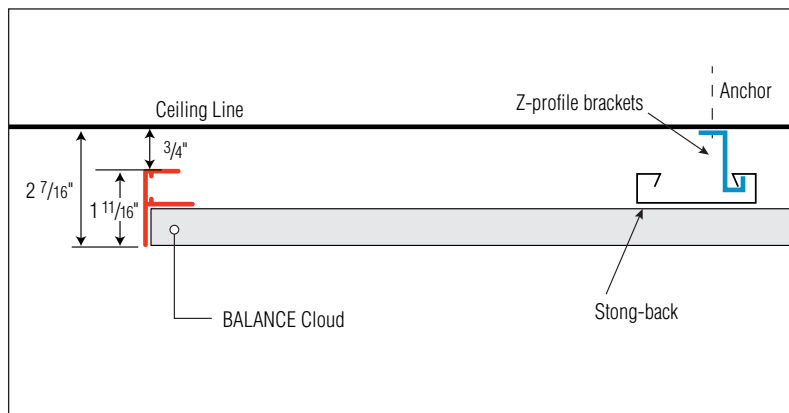 Anchor
Z-profile brackets
Ceiling Line
3/4"
2 7/16"
1 11/16"
BALANCE Cloud
Stong-back